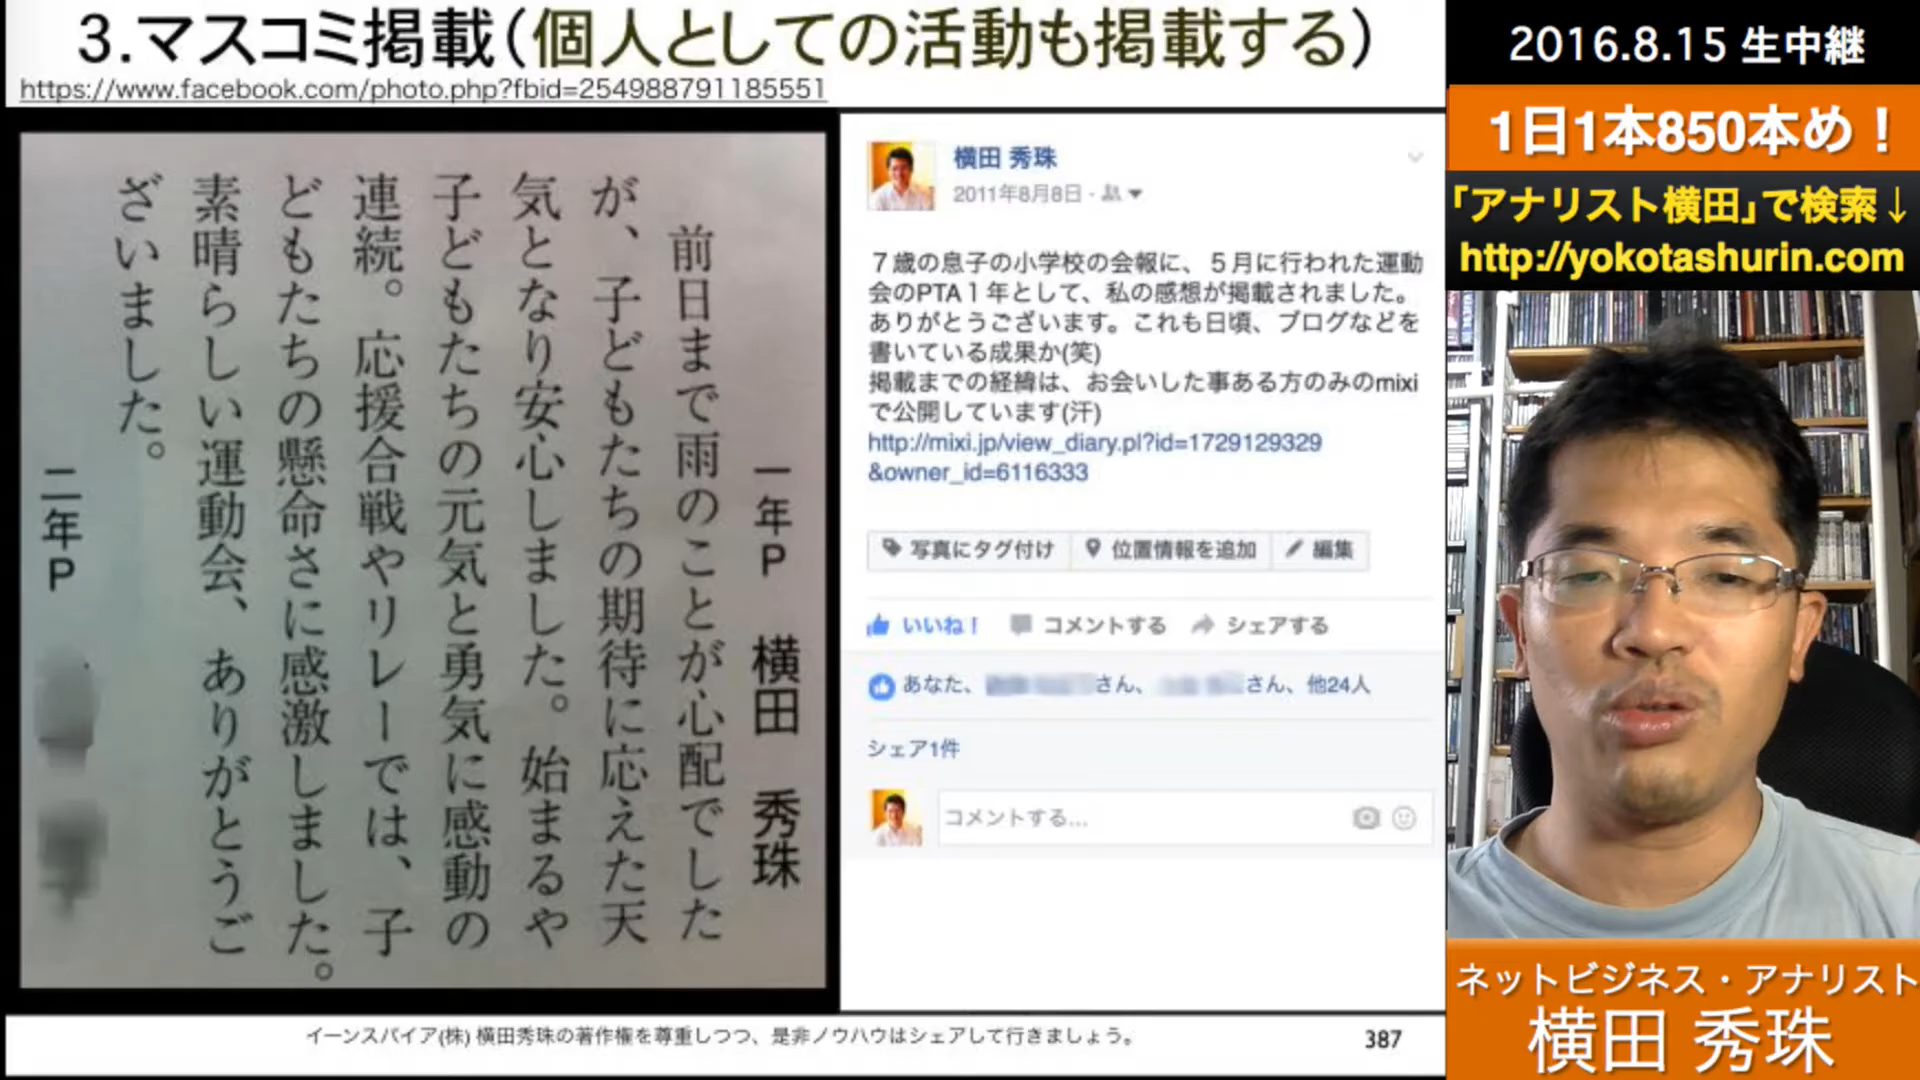 3.マスコミ掲載(個人としての活動も掲載する)
https://www.facebook.com/photo.php?fbid=254988791185551
一年P 横田 秀珠
前日まで雨のことが心配でした
が、子どもたちの期待に応えた天
気となり安心しました。始まるや
子どもたちの元気と勇気に感動の
連続。応援合戦やリレーでは、子
どもたちの懸命さに感激しました。
素晴らしい運動会、ありがとうご
ざいました。
二年P
横田 秀珠
2011年8月8日 ·
７歳の息子の小学校の会報に、５月に行われた運動
会のPTA１年として、私の感想が掲載されました。
ありがとうございます。これも日頃、ブログなどを
書いている成果か(笑)
掲載までの経緯は、お会いした事ある方のみのmixi
で公開しています(汗)
http://mixi.jp/view_diary.pl?id=1729129329
&owner_id=6116333
写真にタグ付け 位置情報を追加 編集
いいね！ コメントする シェアする
あなた、 さん、 さん、他24人
シェア1件
コメントする...
イーンスパイア(株) 横田秀珠の著作権を尊重しつつ、是非ノウハウはシェアして行きましょう。
387
2016.8.15 生中継
1日1本850本め！
「アナリスト横田」で検索↓
http://yokotashurin.com
ネットビジネス・アナリスト
横田 秀珠